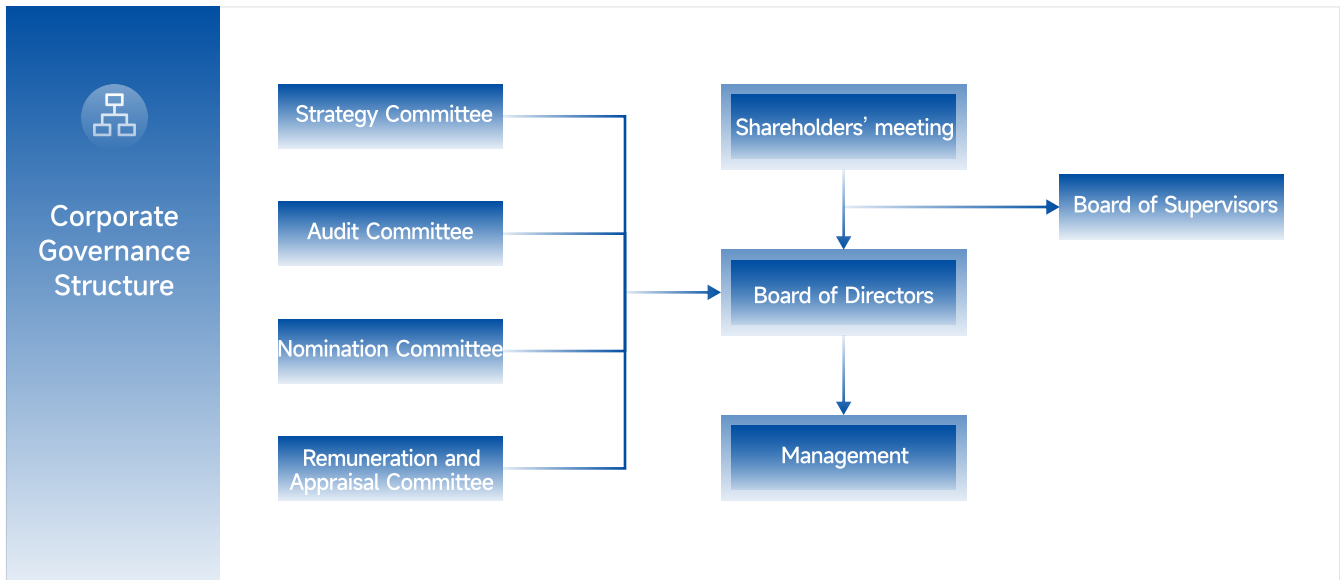 Corporate
Governance
Structure
Strategy Committee
Audit Committee
Nomination Committee
Remuneration and
Appraisal Committee
Shareholders’ meeting
Board of Supervisors
Board of Directors
Management